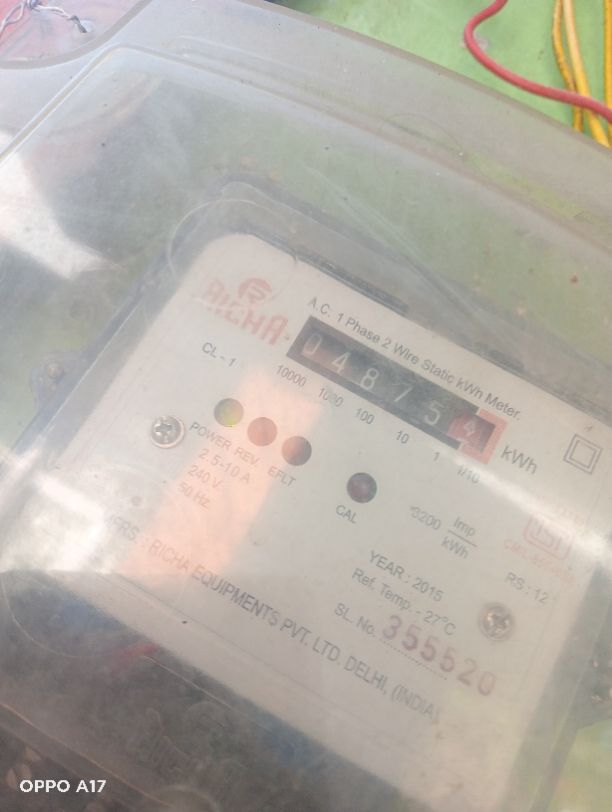 RICHA
A.C. 1 Phase 2 Wire Static kWh Meter.
CL-1
048754 kWh
10000 1000 100 10 1 1/10
POWER REV. EFLT
CAL
2.5-10 A
240 V.
50 Hz
3200 Imp/kWh
YEAR : 2015
RS : 12
Ref. Temp. - 27°C
SL. No. 355520
MFRS. : RICHA EQUIPMENTS PVT. LTD. DELHI, (INDIA)
OPPO A17